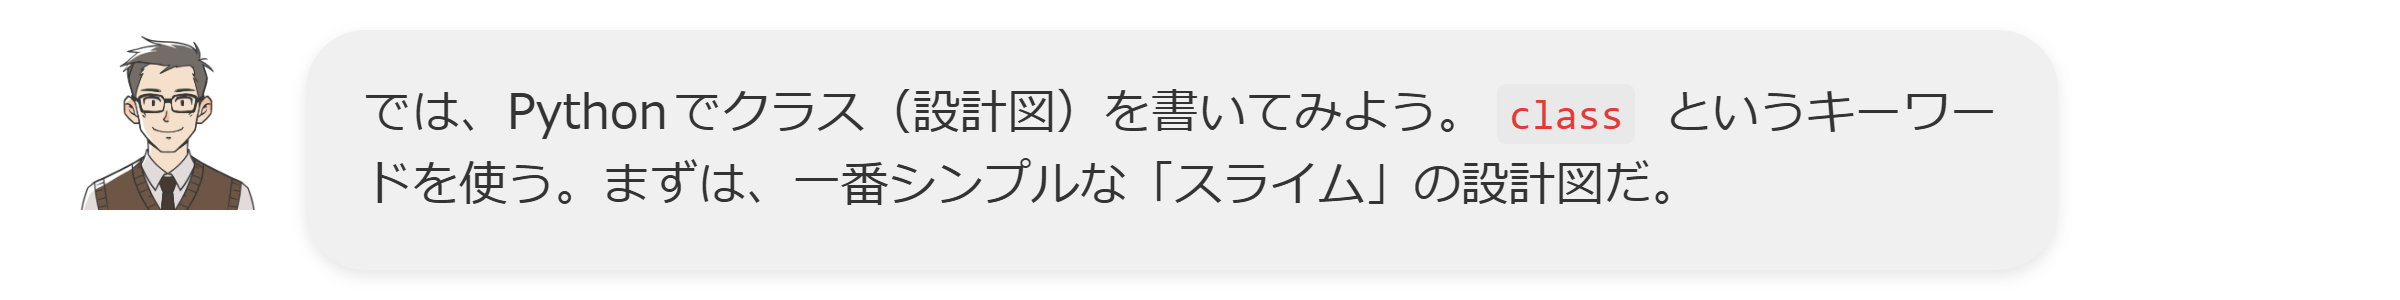 では、Pythonでクラス（設計図）を書いてみよう。 class というキーワー
ドを使う。まずは、一番シンプルな「スライム」の設計図だ。